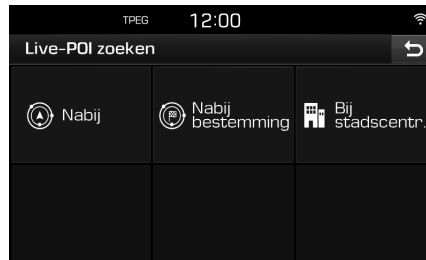 TPEG 12:00
Live-POI zoeken
Nabij
Nabij
bestemming
Bij
stadscentr.